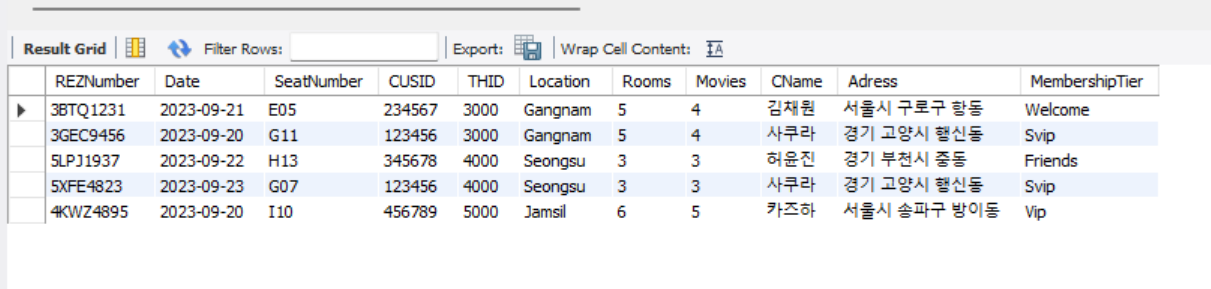 Result Grid Filter Rows: Export: Wrap Cell Content: IA
REZNumber Date SeatNumber CUSID THID Location Rooms Movies CName Adress MembershipTier
3BTQ1231 2023-09-21 E05 234567 3000 Gangnam 5 4 김채원 서울시 구로구 항동 Welcome
3GEC9456 2023-09-20 G11 123456 3000 Gangnam 5 4 사쿠라 경기 고양시 행신동 Svip
5LPJ1937 2023-09-22 H13 345678 4000 Seongsu 3 3 허윤진 경기 부천시 중동 Friends
5XFE4823 2023-09-23 G07 123456 4000 Seongsu 3 3 사쿠라 경기 고양시 행신동 Svip
4KWZ4895 2023-09-20 I10 456789 5000 Jamsil 6 5 카즈하 서울시 송파구 방이동 Vip